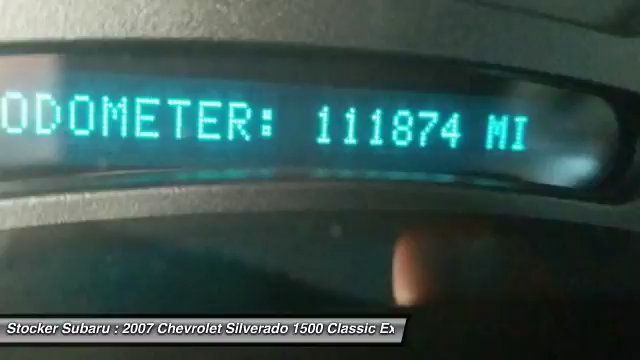 ODOMETER: 111874 MI
Stocker Subaru : 2007 Chevrolet Silverado 1500 Classic Ex